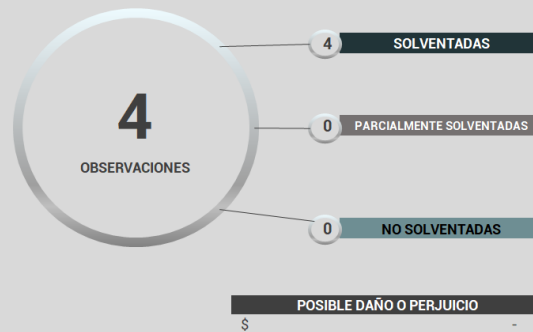 4
OBSERVACIONES
4 SOLVENTADAS
0 PARCIALMENTE SOLVENTADAS
0 NO SOLVENTADAS
POSIBLE DAÑO O PERJUICIO
$ -